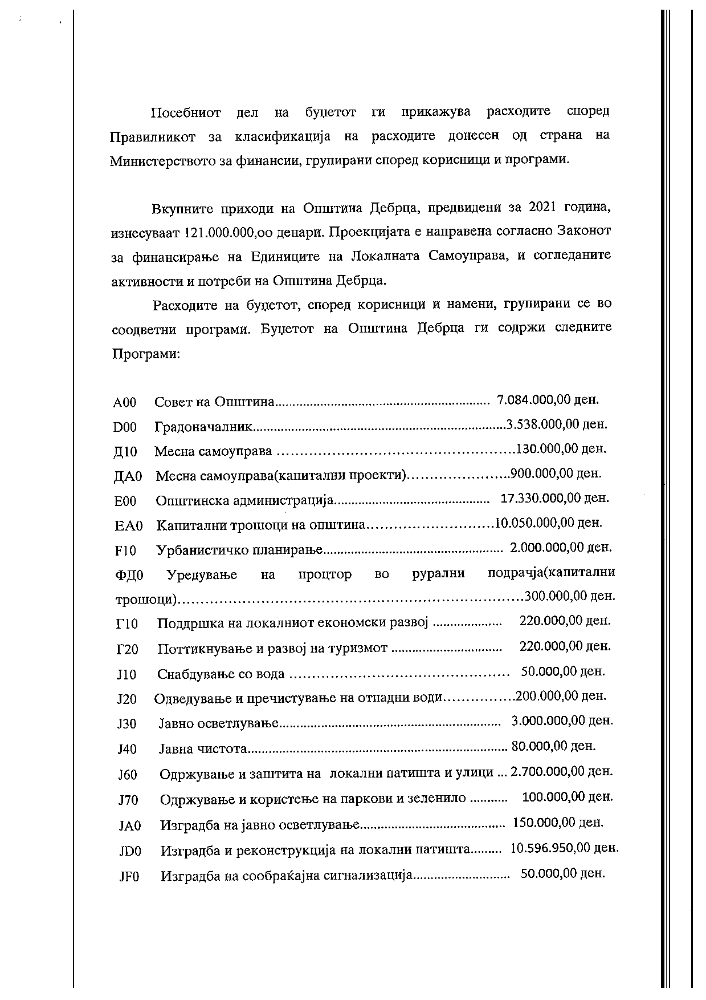 Посебниот дел на буџетот ги прикажува расходите според
Правилникот за класификација на расходите донесен од страна на
Министерството за финансии, групирани според корисници и програми.
Вкупните приходи на Општина Дебрца, предвидени за 2021 година,
изнесуваат 121.000.000,оо денари. Проекцијата е направена согласно Законот
за финансирање на Единиците на Локалната Самоуправа, и согледаните
активности и потреби на Општина Дебрца.
Расходите на буџетот, според корисници и намени, групирани се во
соодветни програми. Буџетот на Општина Дебрца ги содржи следните
Програми:
А00 Совет на Општина............................................................ 7.084.000,00 ден.
D00 Градоначалник........................................................................3.538.000,00 ден.
Д10 Месна самоуправа ....................................................130.000,00 ден.
ДА0 Месна самоуправа(капитални проекти).......................900.000,00 ден.
Е00 Општинска администрација............................................ 17.330.000,00 ден.
ЕА0 Капитални трошоци на општина............................10.050.000,00 ден.
F10 Урбанистичко планирање................................................... 2.000.000,00 ден.
ФД0 Уредување на процтор во рурални подрачја(капитални
трошоци)...........................................................................300.000,00 ден.
Г10 Поддршка на локалниот економски развој .................... 220.000,00 ден.
Г20 Поттикнување и развој на туризмот ................................ 220.000,00 ден.
Ј10 Снабдување со вода ................................................ 50.000,00 ден.
Ј20 Одведување и пречистување на отпадни води................200.000,00 ден.
Ј30 Јавно осветлување................................................................ 3.000.000,00 ден.
Ј40 Јавна чистота........................................................................... 80.000,00 ден.
Ј60 Одржување и заштита на локални патишта и улици ... 2.700.000,00 ден.
Ј70 Одржување и користење на паркови и зеленило ........... 100.000,00 ден.
ЈА0 Изградба на јавно осветлување.......................................... 150.000,00 ден.
JD0 Изградба и реконструкција на локални патишта......... 10.596.950,00 ден.
JF0 Изградба на сообраќајна сигнализација............................ 50.000,00 ден.